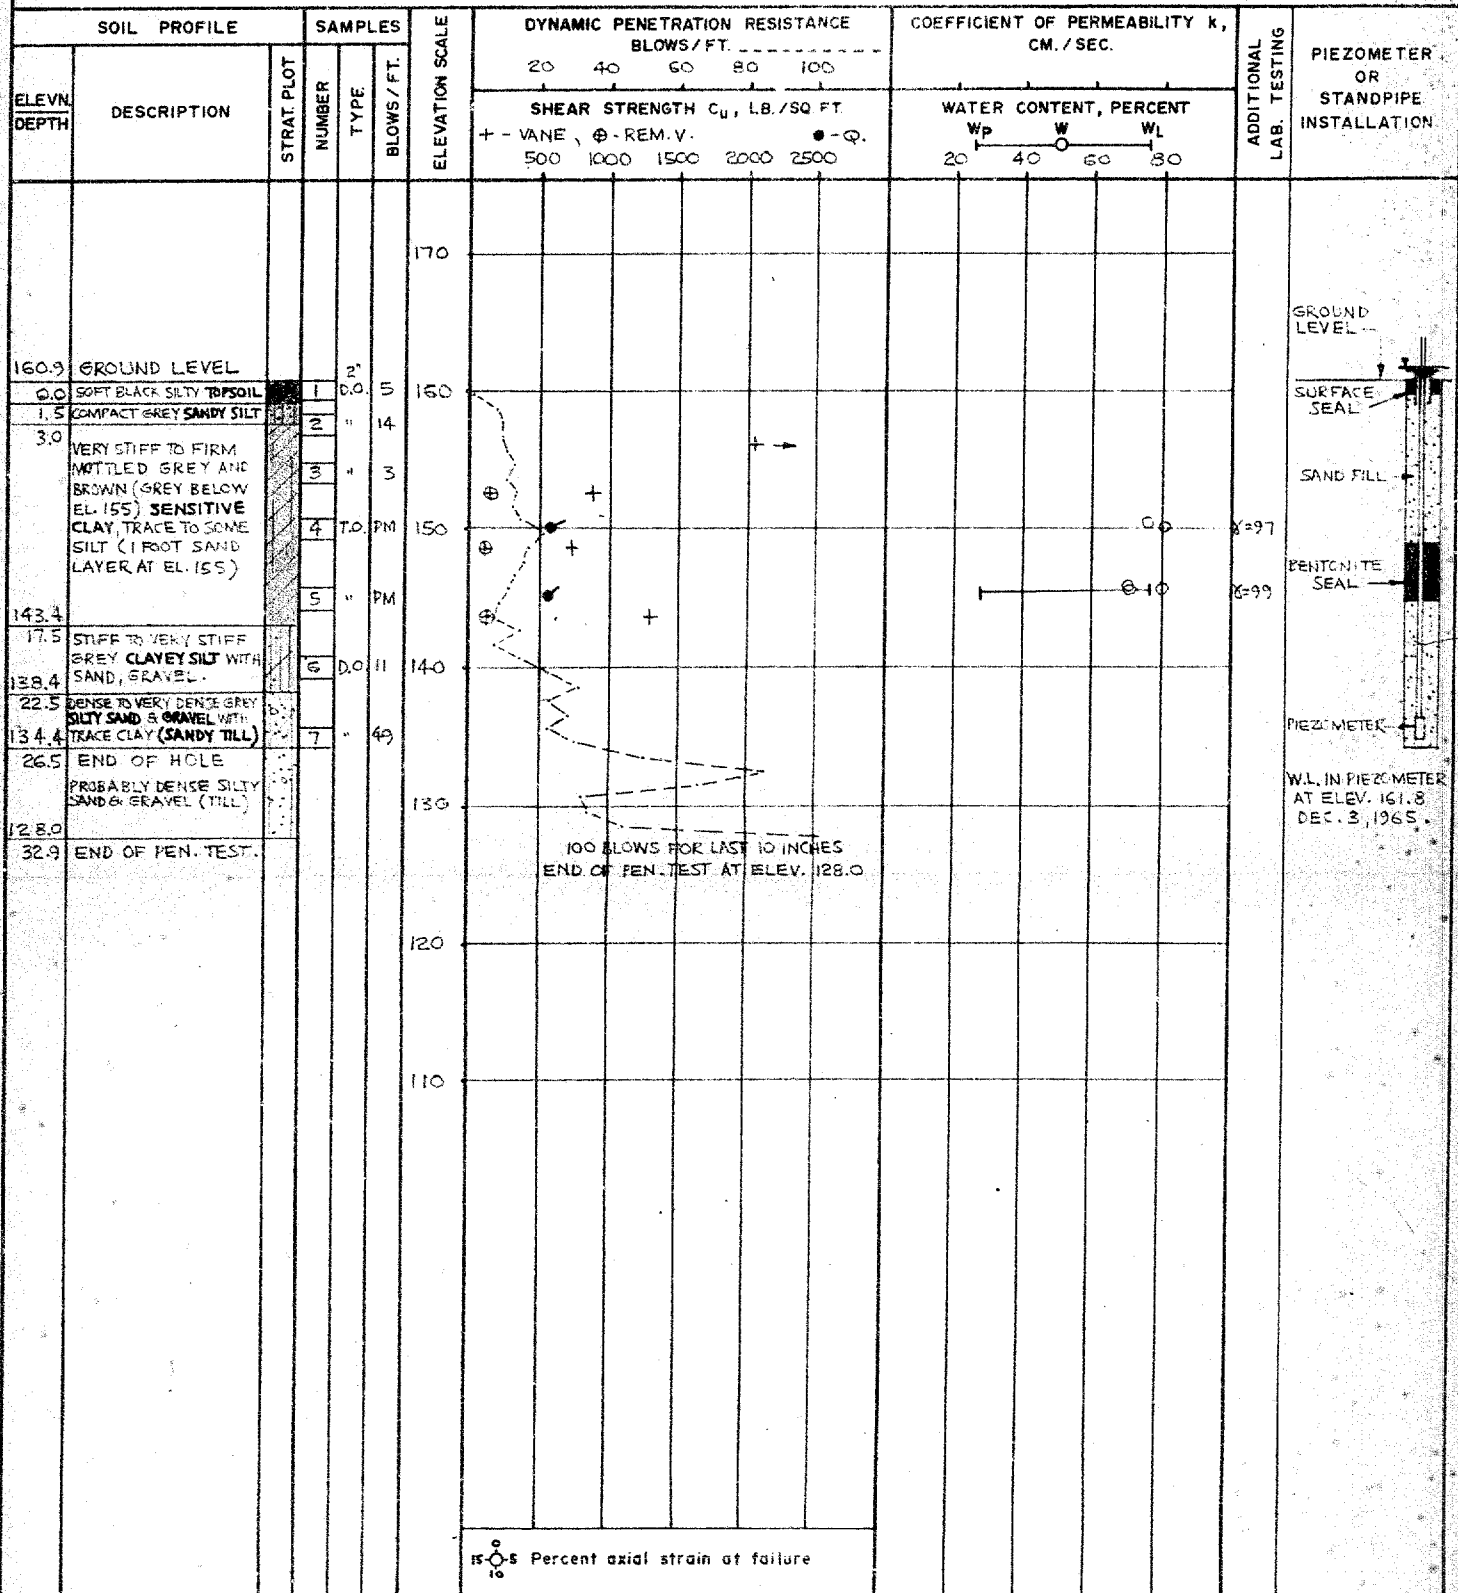 SOIL PROFILE
SAMPLES
ELEVATION SCALE
DYNAMIC PENETRATION RESISTANCE
BLOWS/FT.
20 40 60 80 100
SHEAR STRENGTH Cu, LB./SQ.FT.
+ - VANE, ⊕ - REM.V. ● - Q.
500 1000 1500 2000 2500
COEFFICIENT OF PERMEABILITY k,
CM./SEC.
WATER CONTENT, PERCENT
WP W WL
20 40 60 80
ADDITIONAL
LAB. TESTING
PIEZOMETER
OR
STANDPIPE
INSTALLATION
ELEVN.
DEPTH
DESCRIPTION
STRAT. PLOT
NUMBER
TYPE
BLOWS/FT.
170
160
150
140
130
120
110
160.9 GROUND LEVEL
0.0 SOFT BLACK SILTY TOPSOIL
1.5 COMPACT GREY SANDY SILT
3.0
VERY STIFF TO FIRM
MOTTLED GREY AND
BROWN (GREY BELOW
EL. 155) SENSITIVE
CLAY, TRACE TO SOME
SILT (1 FOOT SAND
LAYER AT EL. 155)
143.4
17.5 STIFF TO VERY STIFF
GREY CLAYEY SILT WITH
SAND, GRAVEL.
138.4
22.5 DENSE TO VERY DENSE GREY
SILTY SAND & GRAVEL WITH
134.4 TRACE CLAY (SANDY TILL)
26.5 END OF HOLE
PROBABLY DENSE SILTY
SAND & GRAVEL (TILL)
128.0
32.9 END OF PEN. TEST.
2"
1 D.O. 5
2 " 14
3 " 3
4 T.O. PM
5 " PM
6 D.O. 11
7 " 49
100 BLOWS FOR LAST 10 INCHES
END OF PEN. TEST AT ELEV. 128.0
γ=97
γ=99
GROUND
LEVEL
SURFACE
SEAL
SAND FILL
BENTONITE
SEAL
PIEZOMETER
W.L. IN PIEZOMETER
AT ELEV. 161.8
DEC. 3, 1965.
0
15 5 Percent axial strain at failure
10